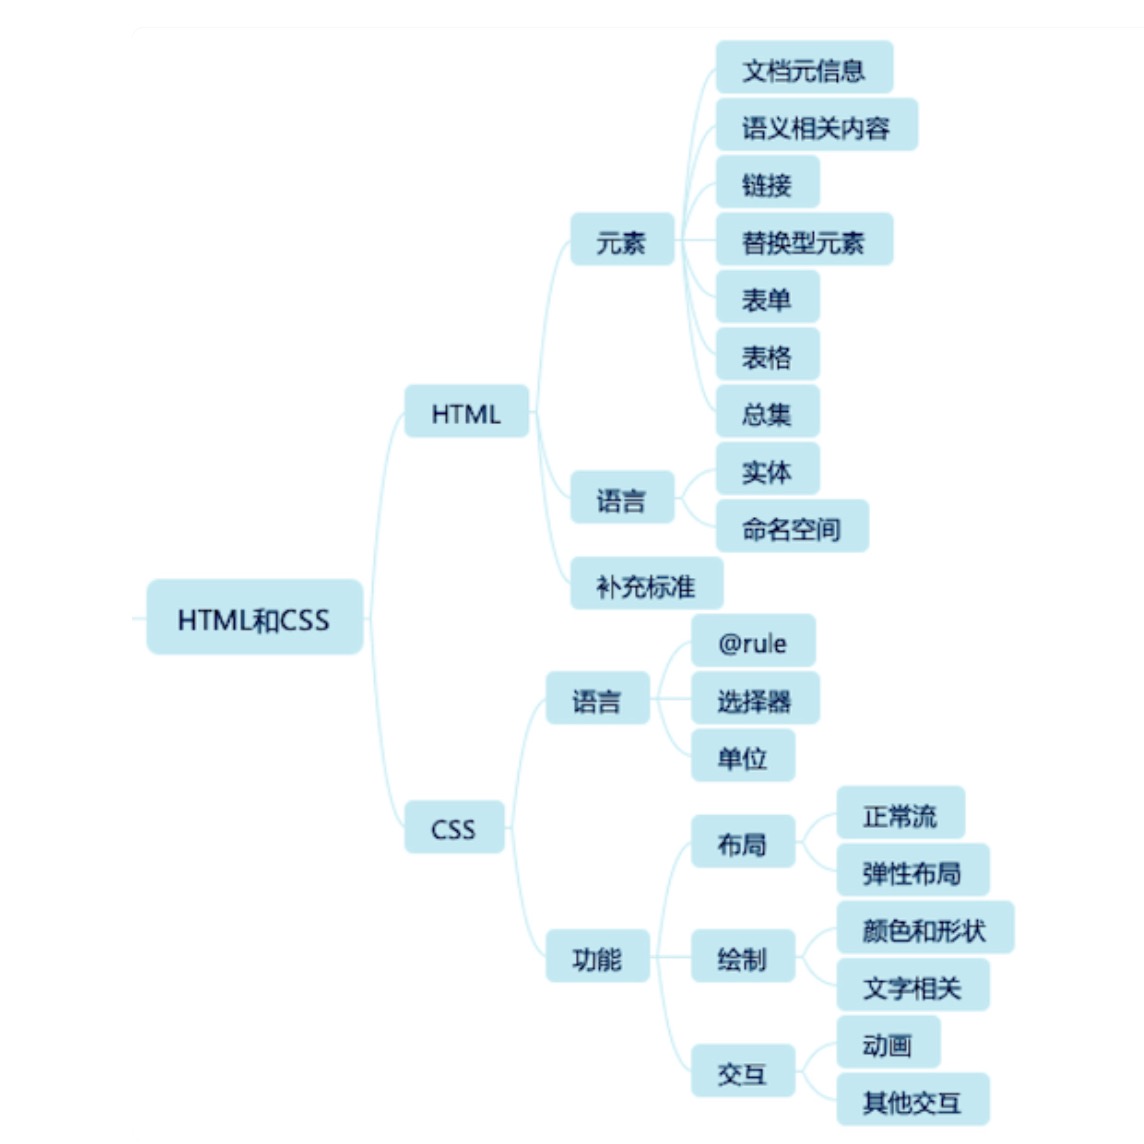 文档元信息
语义相关内容
链接
元素
替换型元素
表单
表格
HTML
总集
实体
语言
命名空间
补充标准
HTML和CSS
@rule
语言
选择器
单位
CSS
布局
正常流
弹性布局
功能
绘制
颜色和形状
文字相关
交互
动画
其他交互